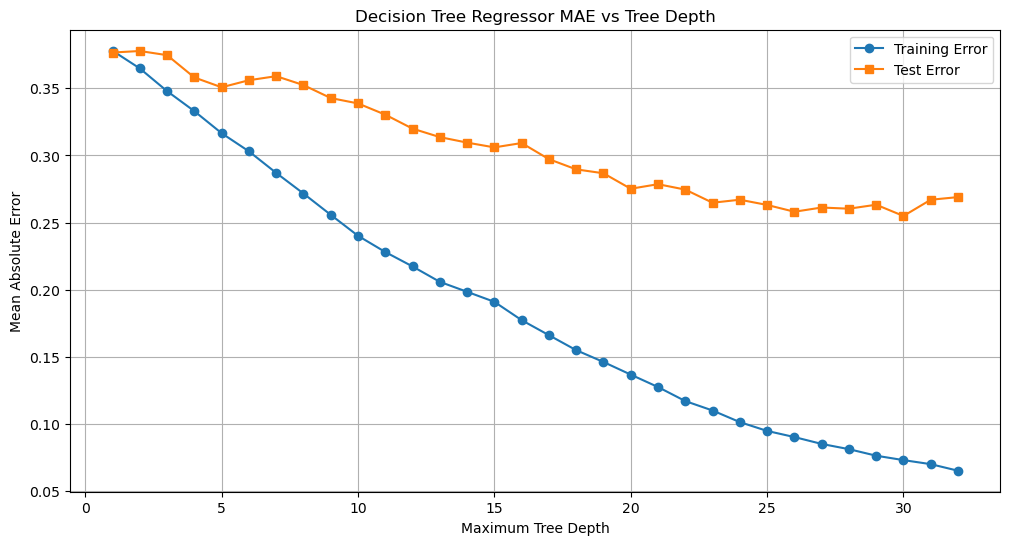 Decision Tree Regressor MAE vs Tree Depth
Training Error
Test Error
Mean Absolute Error
0.35
0.30
0.25
0.20
0.15
0.10
0.05
0
5
10
15
20
25
30
Maximum Tree Depth